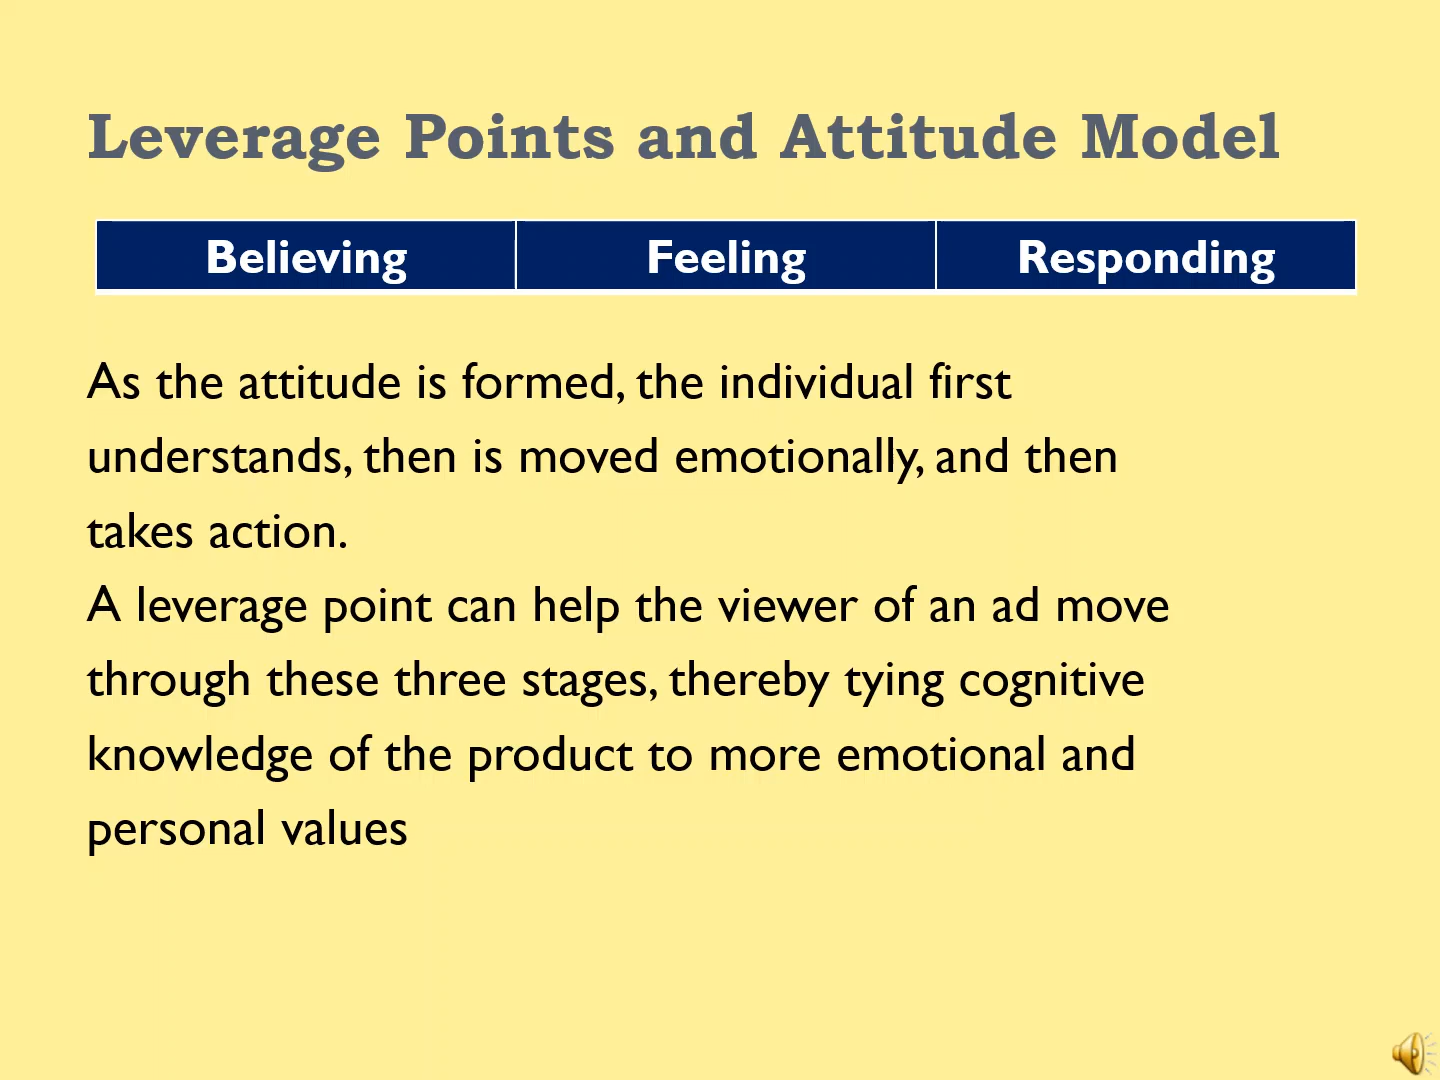 Leverage Points and Attitude Model
Believing Feeling Responding
As the attitude is formed, the individual first
understands, then is moved emotionally, and then
takes action.
A leverage point can help the viewer of an ad move
through these three stages, thereby tying cognitive
knowledge of the product to more emotional and
personal values